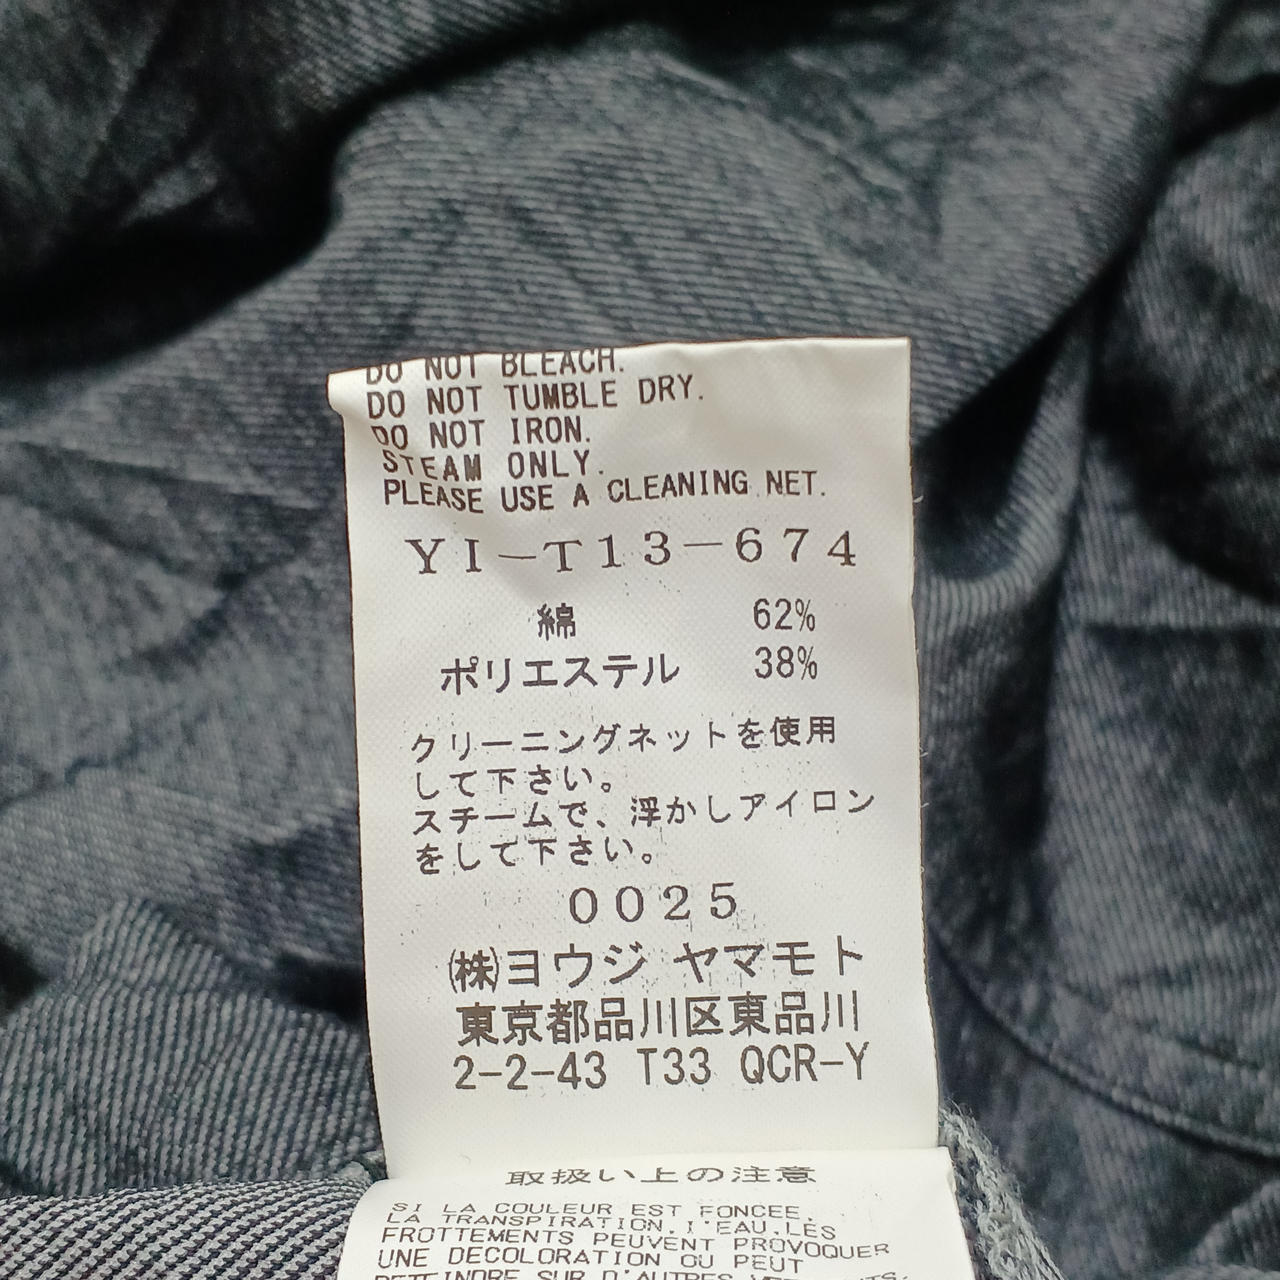 DO NOT BLEACH.
DO NOT TUMBLE DRY.
DO NOT IRON.
STEAM ONLY.
PLEASE USE A CLEANING NET.
YI-T13-674
綿 62%
ポリエステル 38%
クリーニングネットを使用
して下さい。
スチームで、浮かしアイロン
をして下さい。
0025
㈱ヨウジ ヤマモト
東京都品川区東品川
2-2-43 T33 QCR-Y
取扱い上の注意
SI LA COULEUR EST FONCEE,
LA TRANSPIRATION, I'EAU, LES
FROTTEMENTS PEUVENT PROVOQUER
UNE DECOLORATION OU PEUT
DETEINDRE SUR D'AUTRES